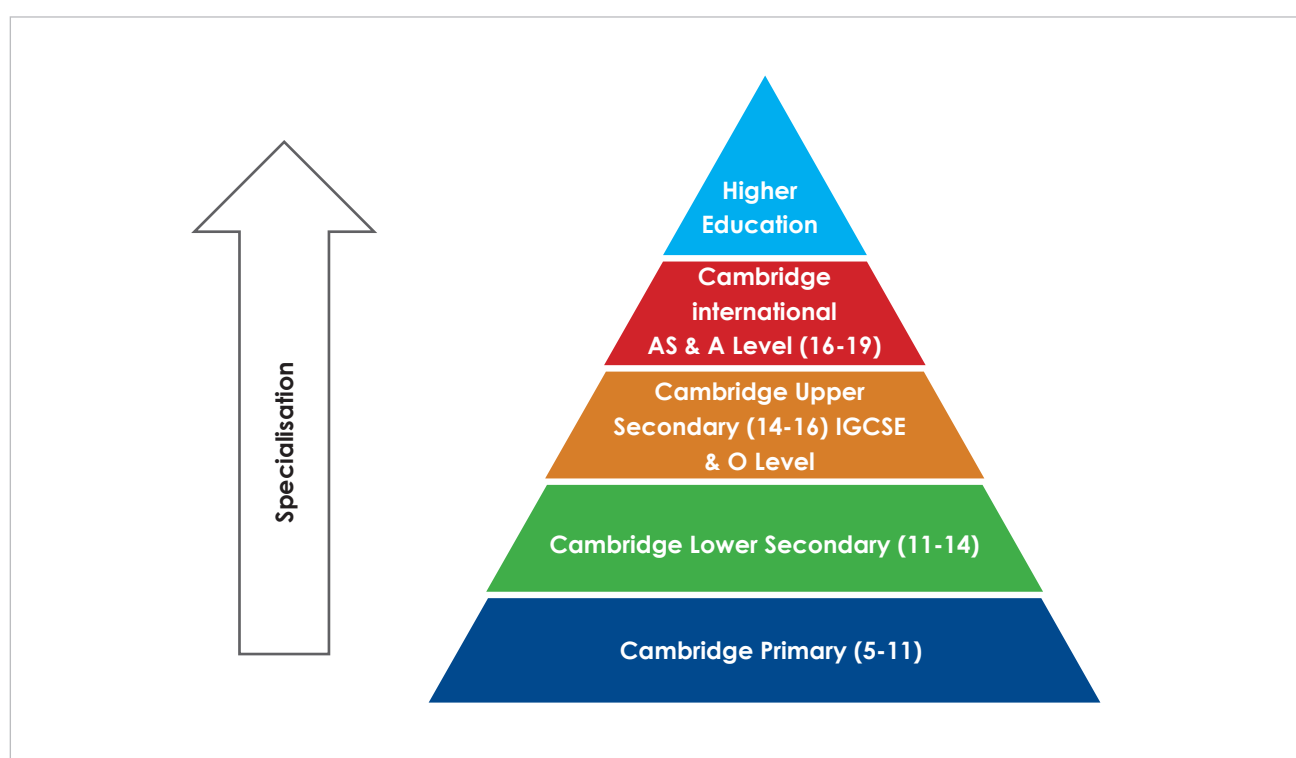 Specialisation
Higher
Education
Cambridge
international
AS & A Level (16-19)
Cambridge Upper
Secondary (14-16) IGCSE
& O Level
Cambridge Lower Secondary (11-14)
Cambridge Primary (5-11)